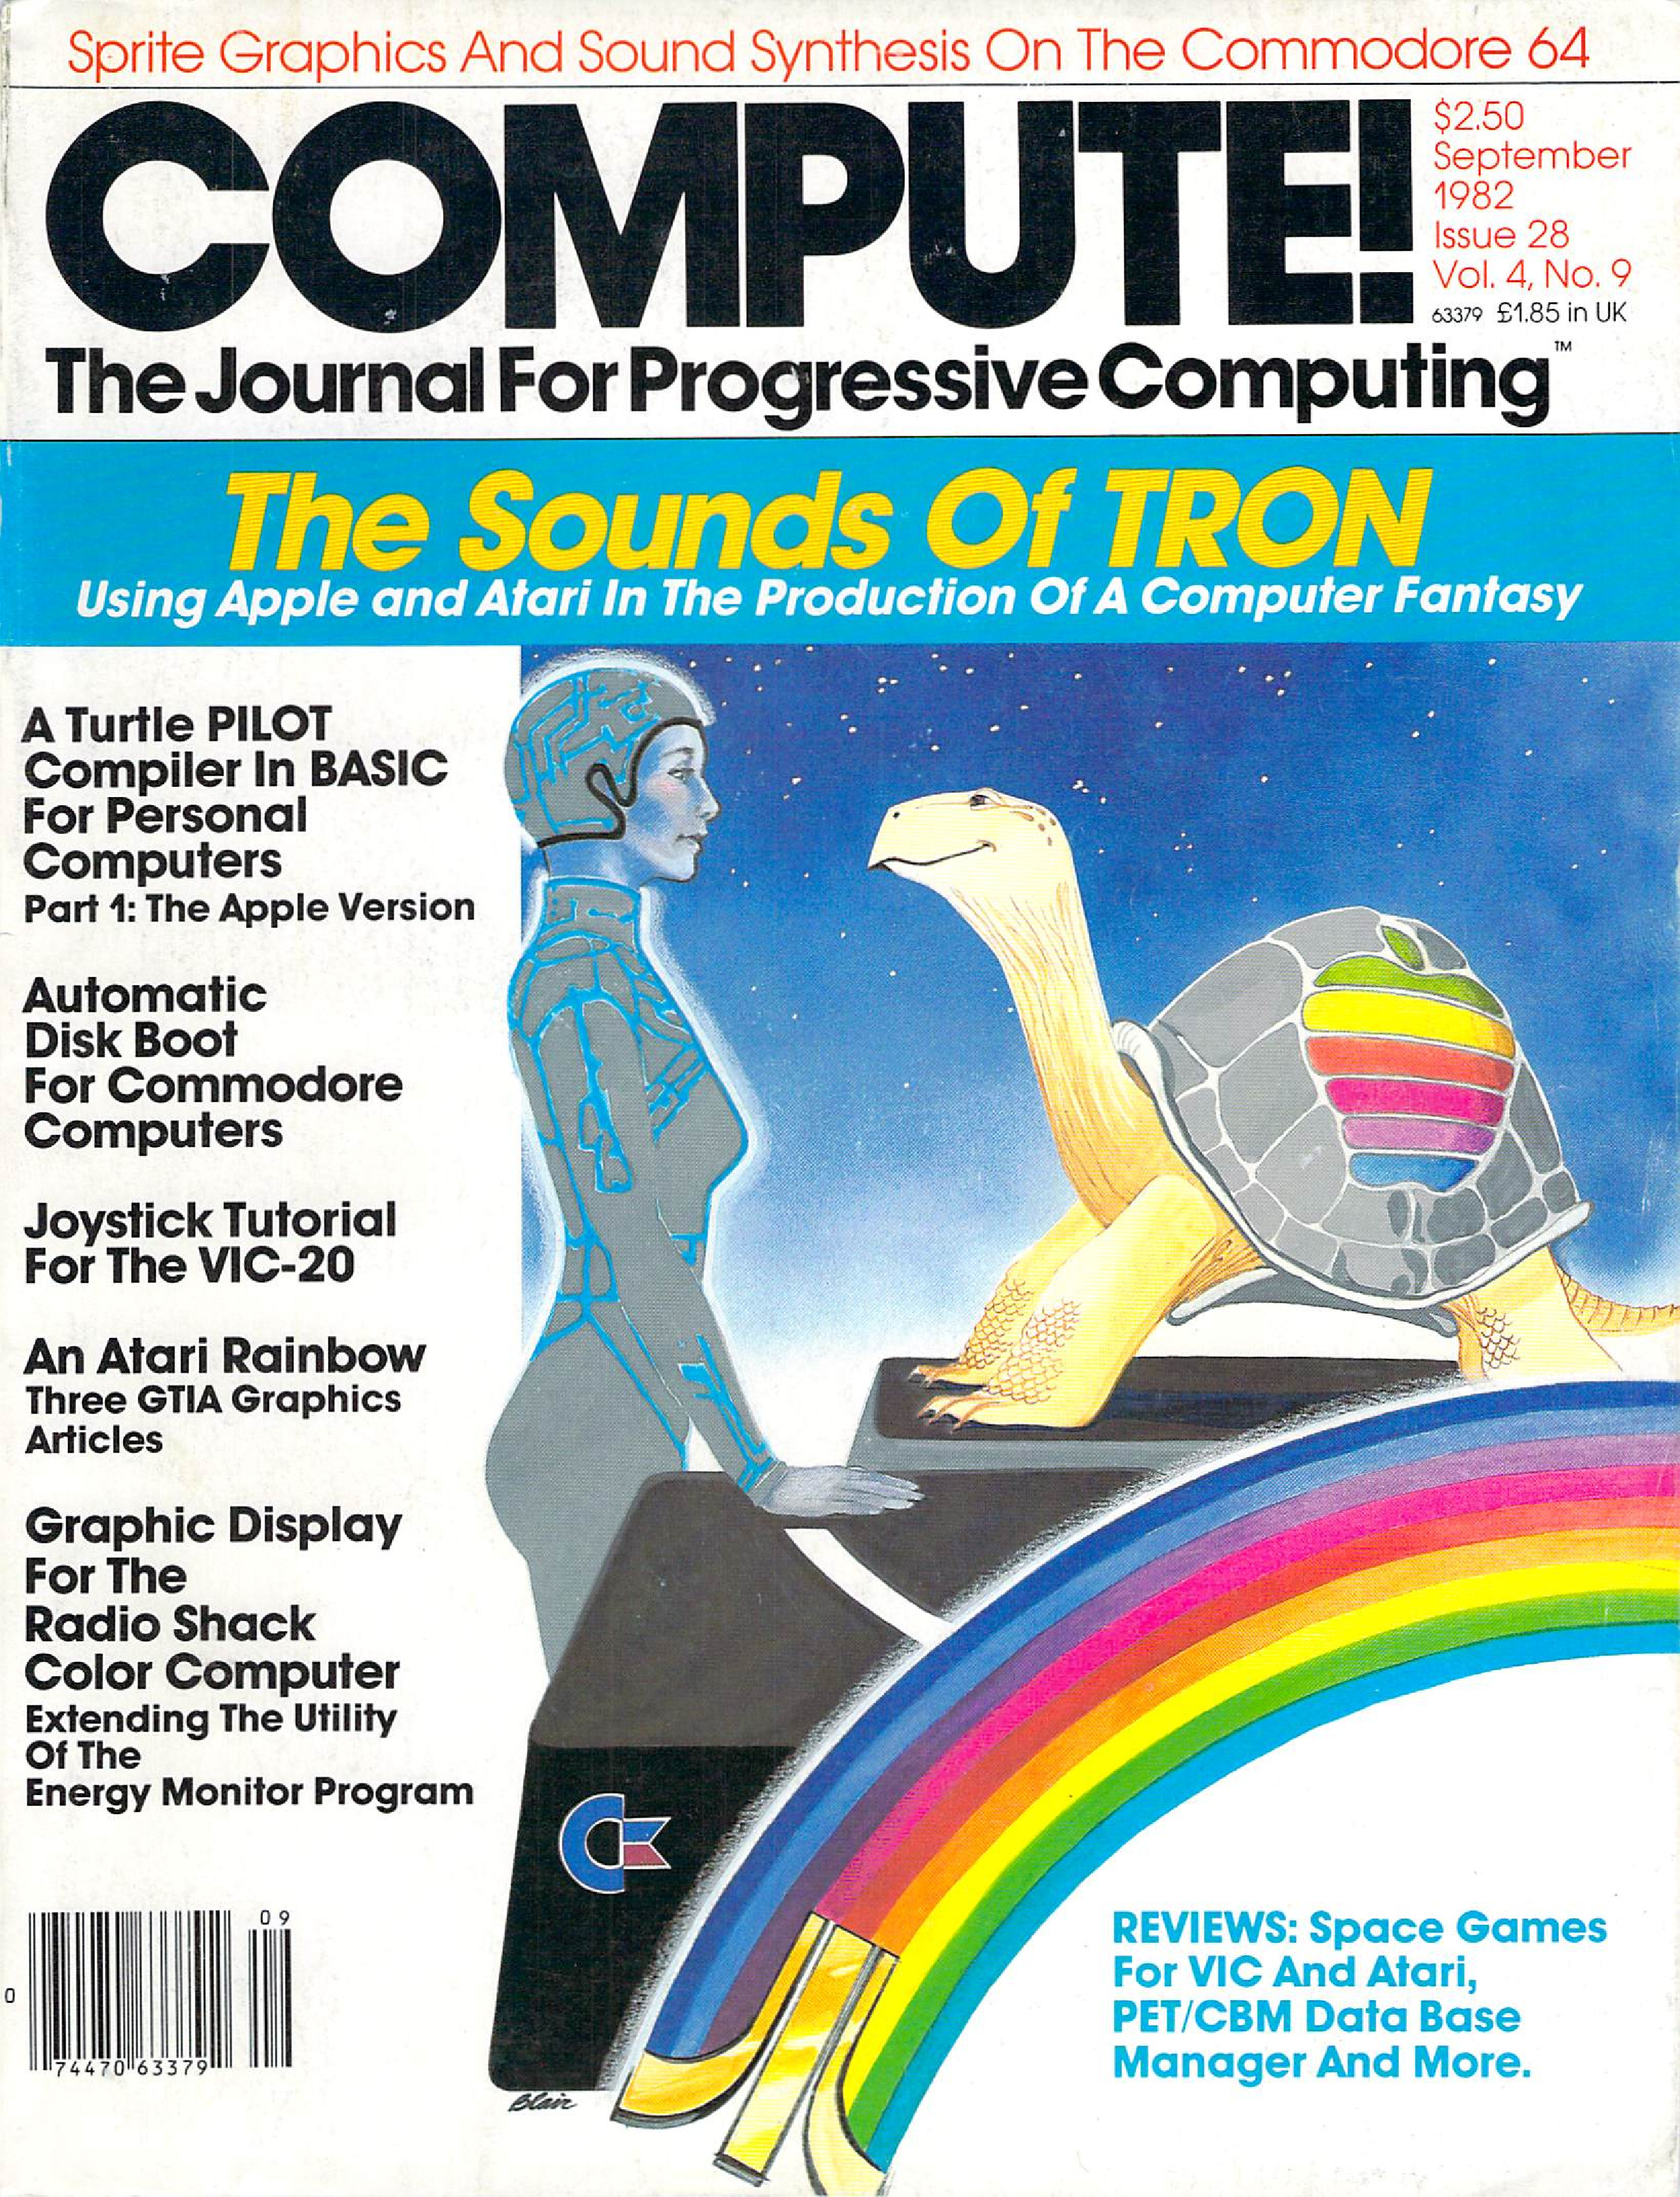 Sprite Graphics And Sound Synthesis On The Commodore 64
COMPUTE!
$2.50
September
1982
Issue 28
Vol. 4, No. 9
63379 £1.85 in UK
The Journal For Progressive Computing™
The Sounds Of TRON
Using Apple and Atari In The Production Of A Computer Fantasy
A Turtle PILOT
Compiler In BASIC
For Personal
Computers
Part 1: The Apple Version
Automatic
Disk Boot
For Commodore
Computers
Joystick Tutorial
For The VIC-20
An Atari Rainbow
Three GTIA Graphics
Articles
Graphic Display
For The
Radio Shack
Color Computer
Extending The Utility
Of The
Energy Monitor Program
09
0
74470 63379
Blair
REVIEWS: Space Games
For VIC And Atari,
PET/CBM Data Base
Manager And More.